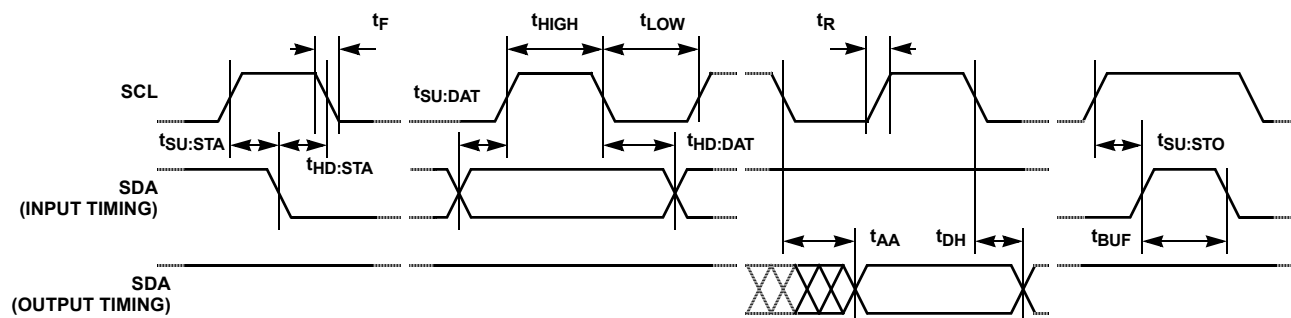 tF
tHIGH
tLOW
tR
SCL
tSU:DAT
tSU:STA
tHD:STA
tHD:DAT
tSU:STO
SDA
(INPUT TIMING)
tAA
tDH
tBUF
SDA
(OUTPUT TIMING)